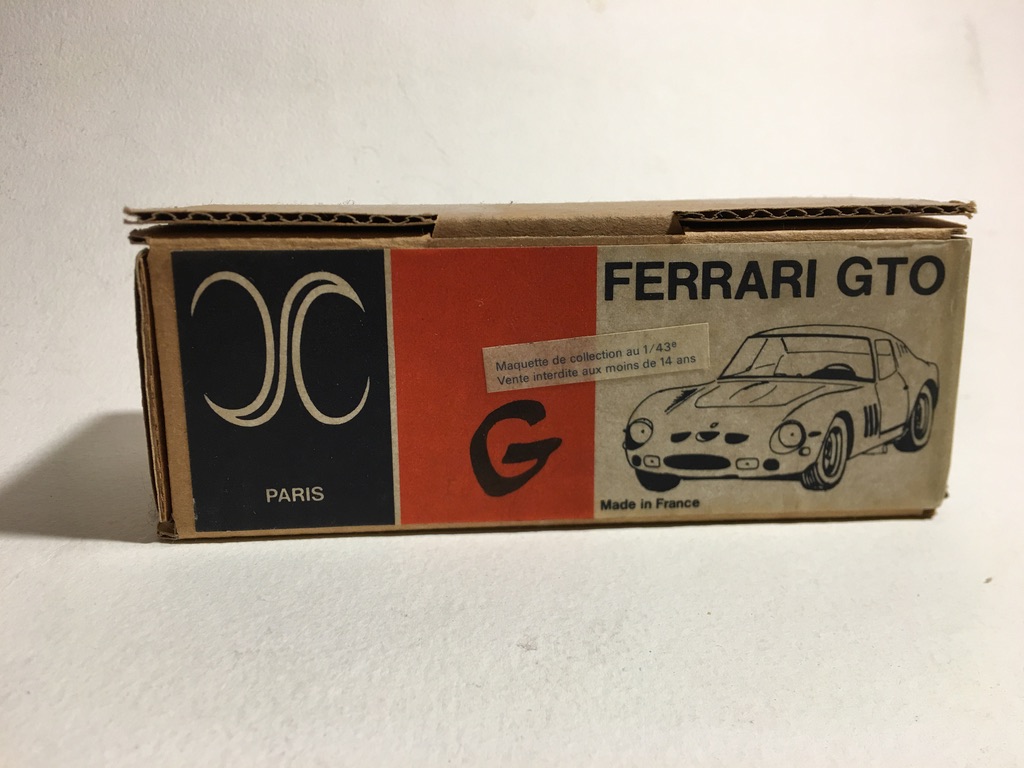 PARIS
Maquette de collection au 1/43e
Vente interdite aux moins de 14 ans
G
FERRARI GTO
Made in France